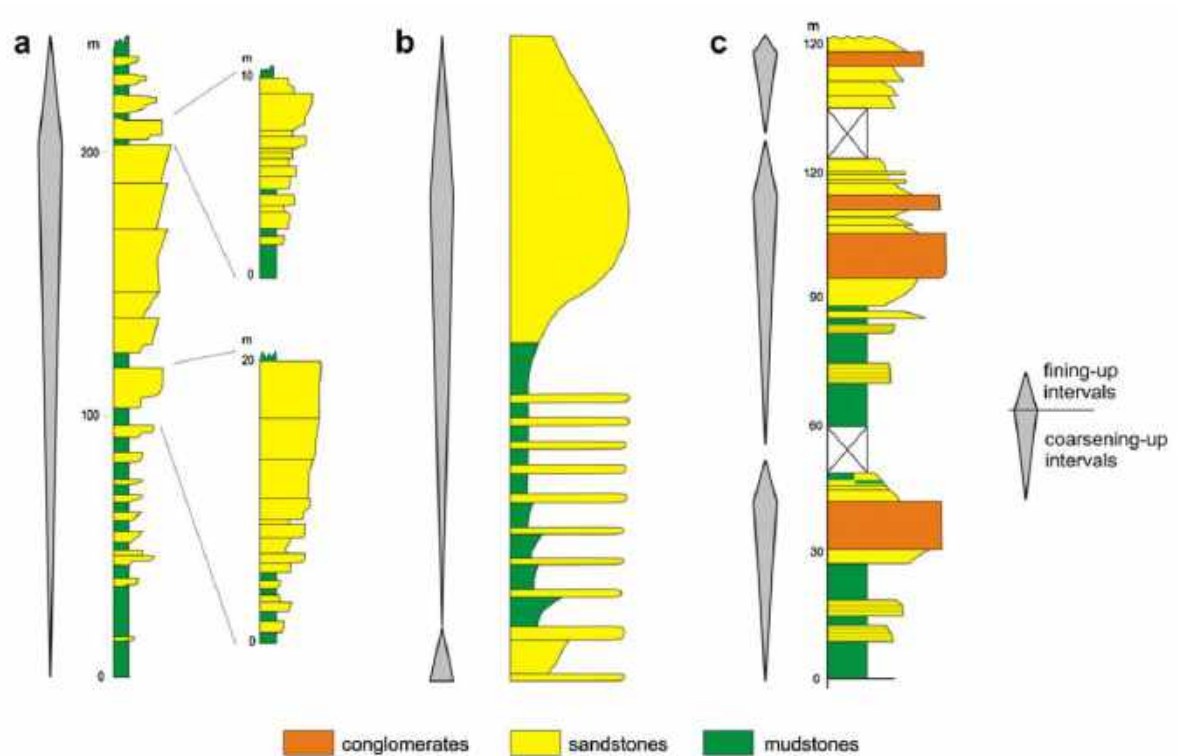 a
m
200
100
0
m
10
0
m
20
0
b
c
m
120
120
90
60
30
0
fining-up
intervals
coarsening-up
intervals
conglomerates
sandstones
mudstones